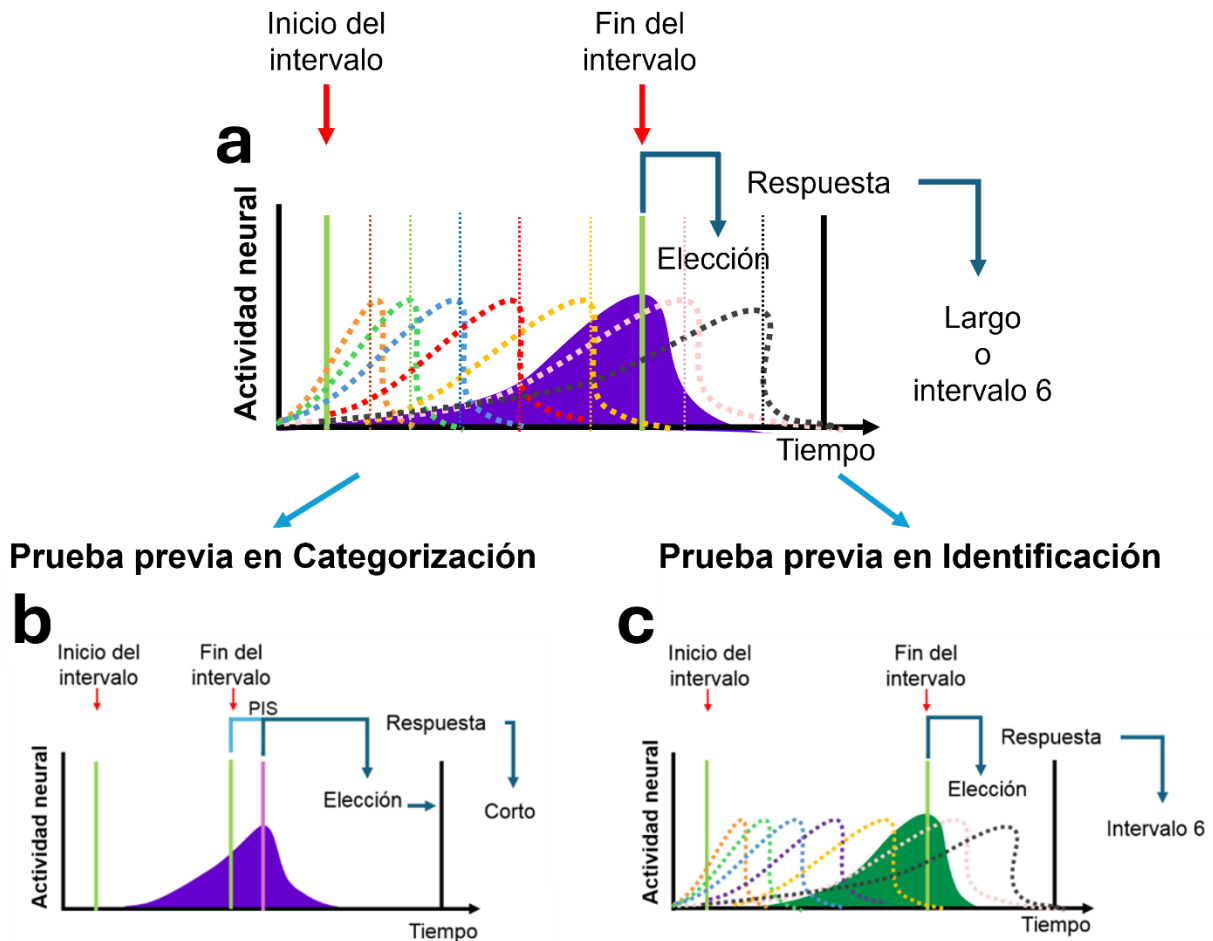 Inicio del
intervalo
Fin del
intervalo
a
Respuesta
Elección
Actividad neural
Largo
o
intervalo 6
Tiempo
Prueba previa en Categorización
b
Inicio del
intervalo
Fin del
intervalo
PIS
Respuesta
Elección
Corto
Actividad neural
Tiempo
Prueba previa en Identificación
c
Inicio del
intervalo
Fin del
intervalo
Respuesta
Elección
Intervalo 6
Actividad neural
Tiempo